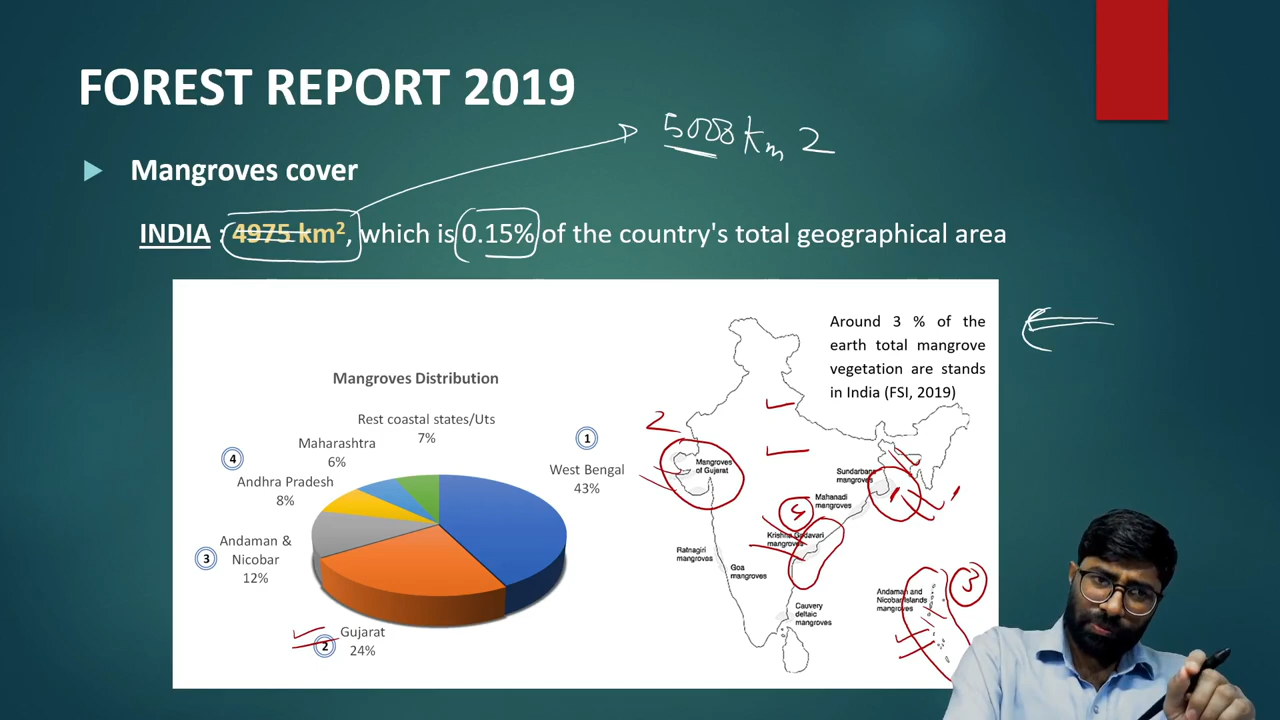 FOREST REPORT 2019
5000 km 2
Mangroves cover
INDIA : 4975 km², which is 0.15% of the country's total geographical area
Around 3 % of the
earth total mangrove
vegetation are stands
in India (FSI, 2019)
Mangroves Distribution
Rest coastal states/Uts
7%
Maharashtra
6%
4
Andhra Pradesh
8%
1
West Bengal
43%
Andaman &
Nicobar
12%
3
Gujarat
24%
2
2
Mangroves
of Gujarat
Sundarbans
mangroves
1
Mahanadi
mangroves
4
Krishna Godavari
mangroves
Ratnagiri
mangroves
Goa
mangroves
Cauvery
deltaic
mangroves
Andaman and
Nicobar Islands
mangroves
3